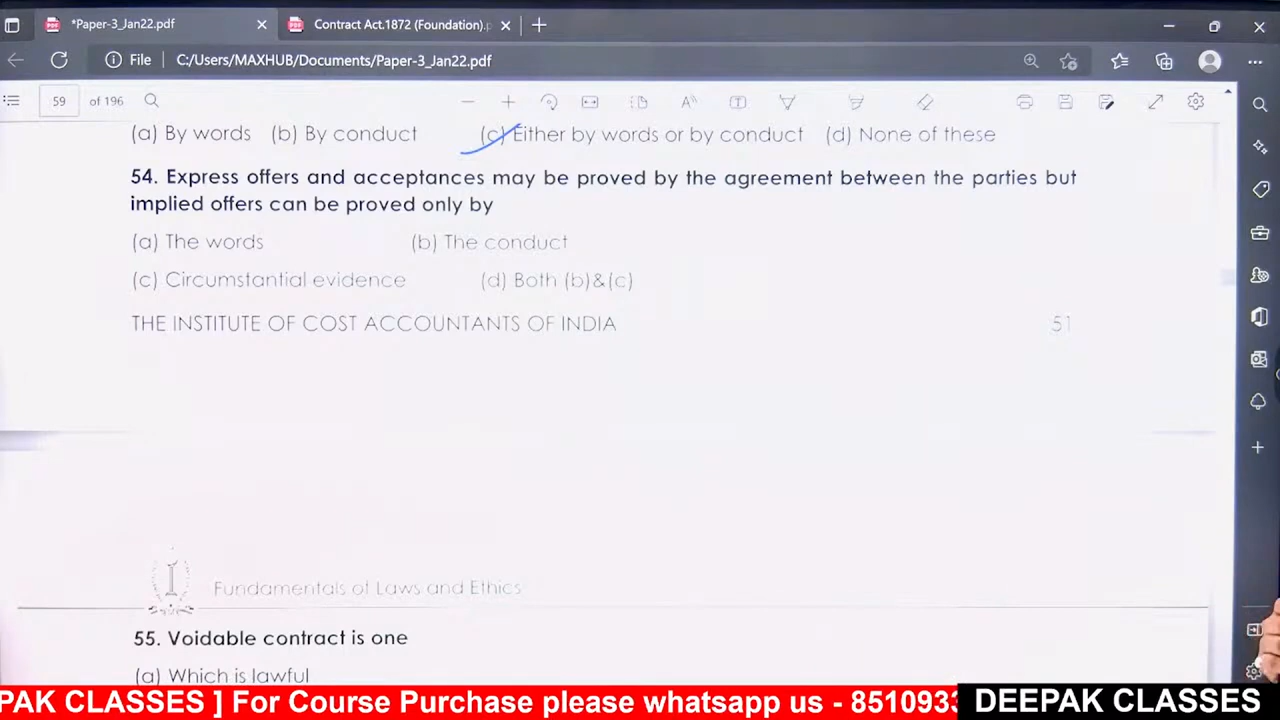 *Paper-3_Jan22.pdf
Contract Act.1872 (Foundation).p
File C:/Users/MAXHUB/Documents/Paper-3_Jan22.pdf
59 of 196
(a) By words (b) By conduct (c) Either by words or by conduct (d) None of these
54. Express offers and acceptances may be proved by the agreement between the parties but
implied offers can be proved only by
(a) The words (b) The conduct
(c) Circumstantial evidence (d) Both (b)&(c)
THE INSTITUTE OF COST ACCOUNTANTS OF INDIA 51
Fundamentals of Laws and Ethics
55. Voidable contract is one
(a) Which is lawful
PAK CLASSES ] For Course Purchase please whatsapp us - 851093
DEEPAK CLASSES